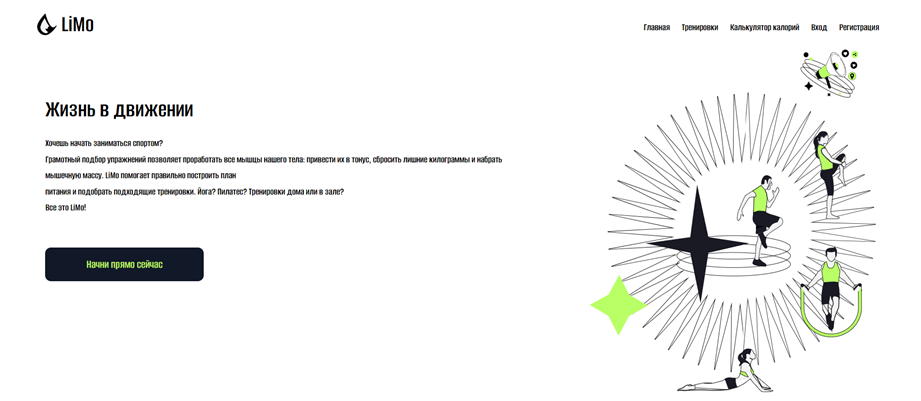 LiMo
Главная Тренировки Калькулятор калорий Вход Регистрация
Жизнь в движении
Хочешь начать заниматься спортом?
Грамотный подбор упражнений позволяет проработать все мышцы нашего тела: привести их в тонус, сбросить лишние килограммы и набрать
мышечную массу. LiMo помогает правильно построить план
питания и подобрать подходящие тренировки. Йога? Пилатес? Тренировки дома или в зале?
Все это LiMo!
Начни прямо сейчас